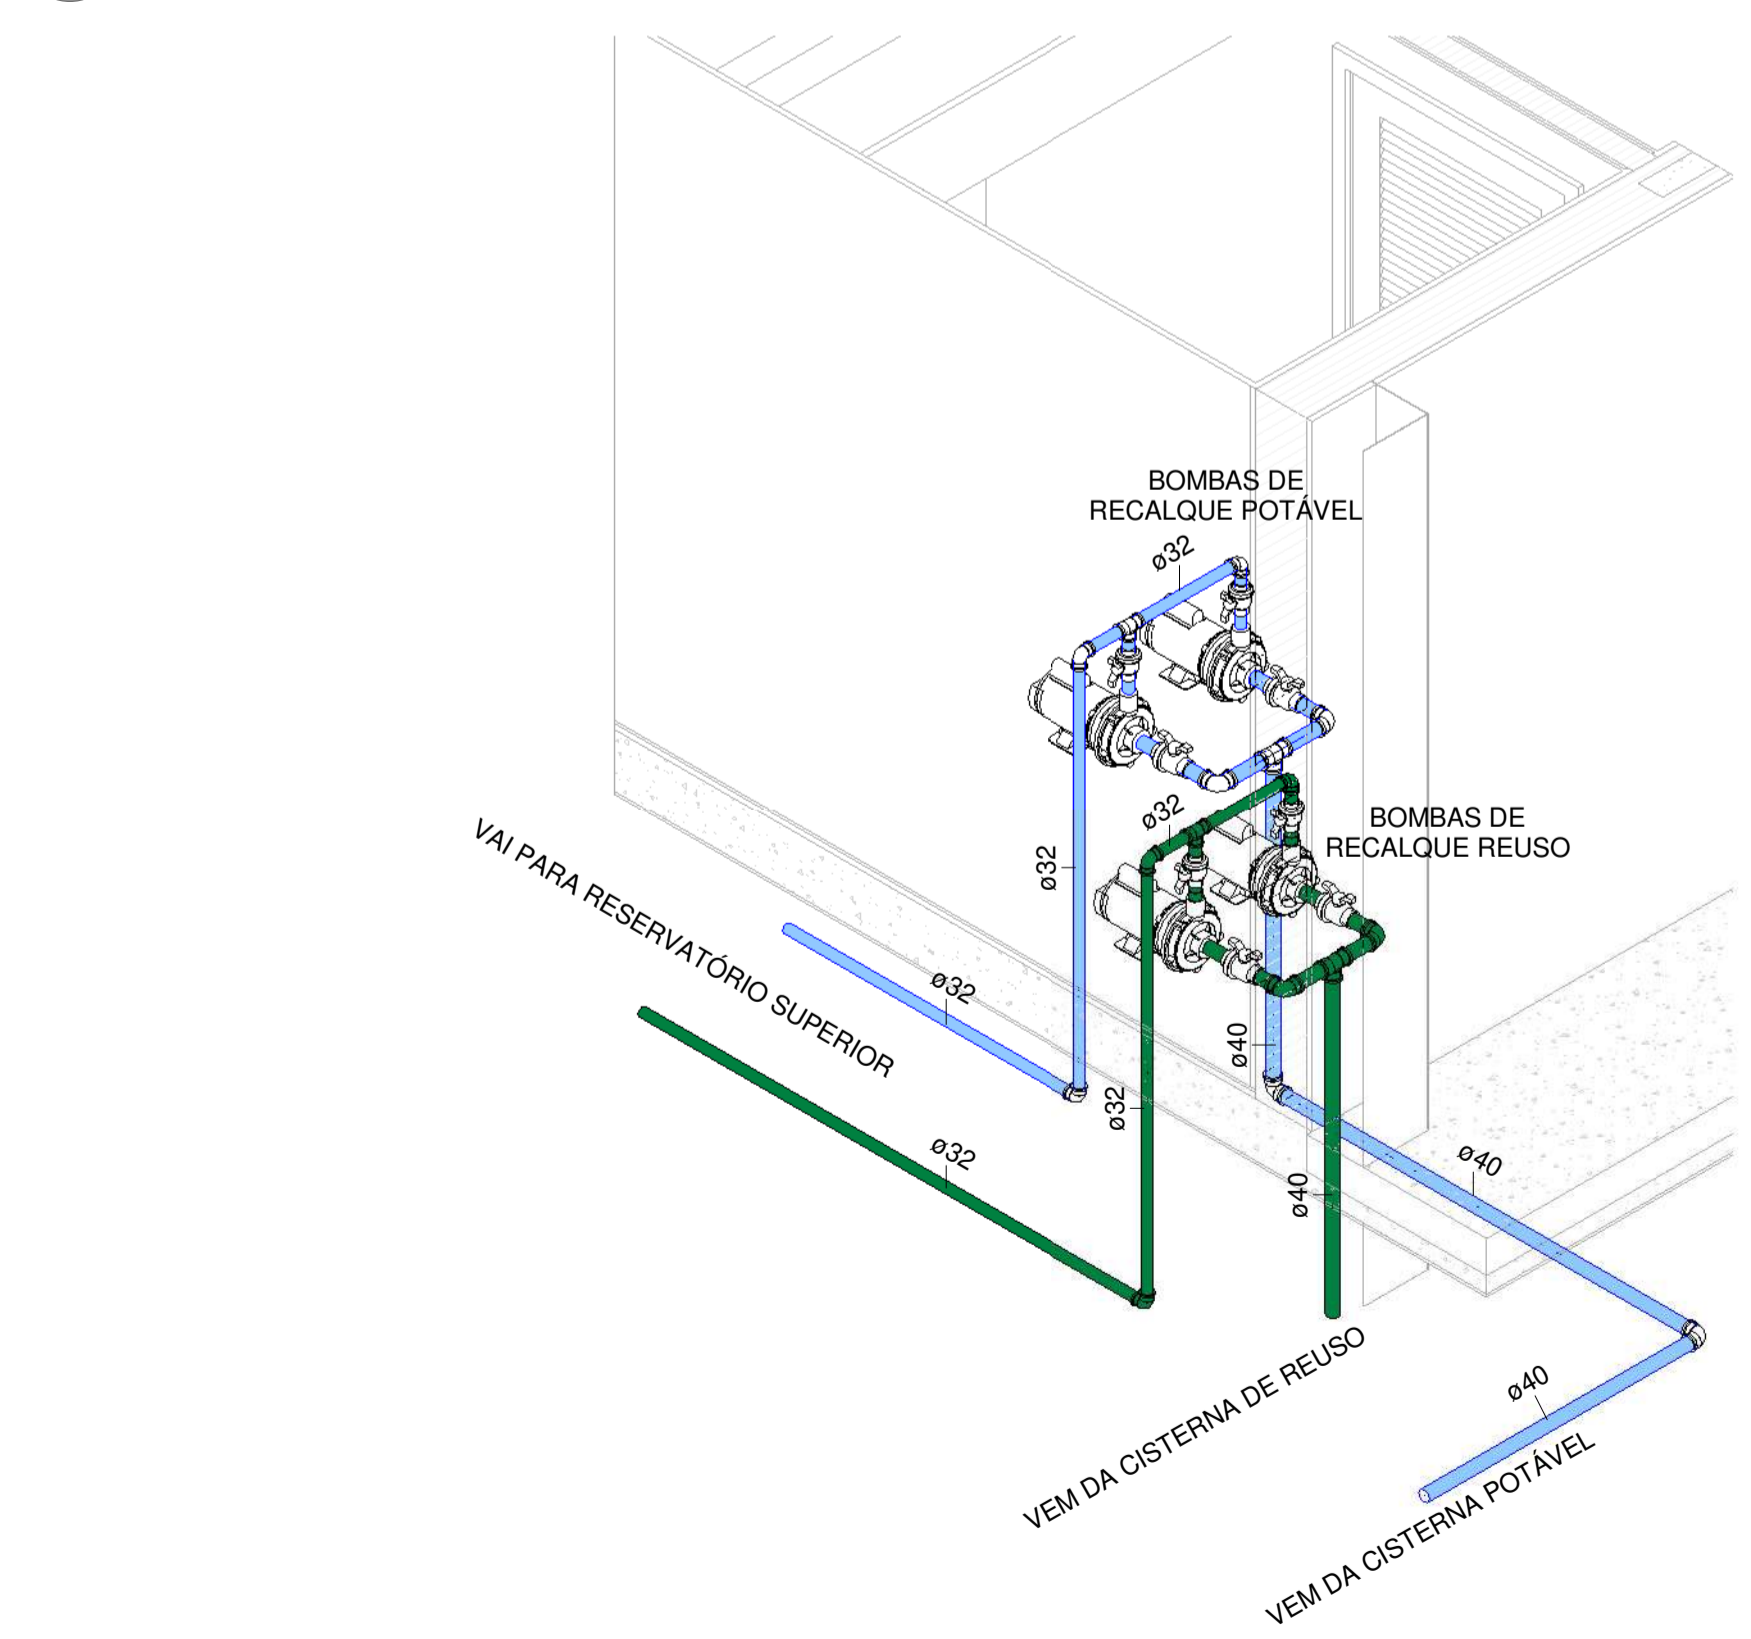 BOMBAS DE
RECALQUE POTÁVEL
ø32
ø32
BOMBAS DE
RECALQUE REUSO
ø32
VAI PARA RESERVATÓRIO SUPERIOR
ø32
ø40
ø32
ø32
ø40
ø40
VEM DA CISTERNA DE REUSO
ø40
VEM DA CISTERNA POTÁVEL